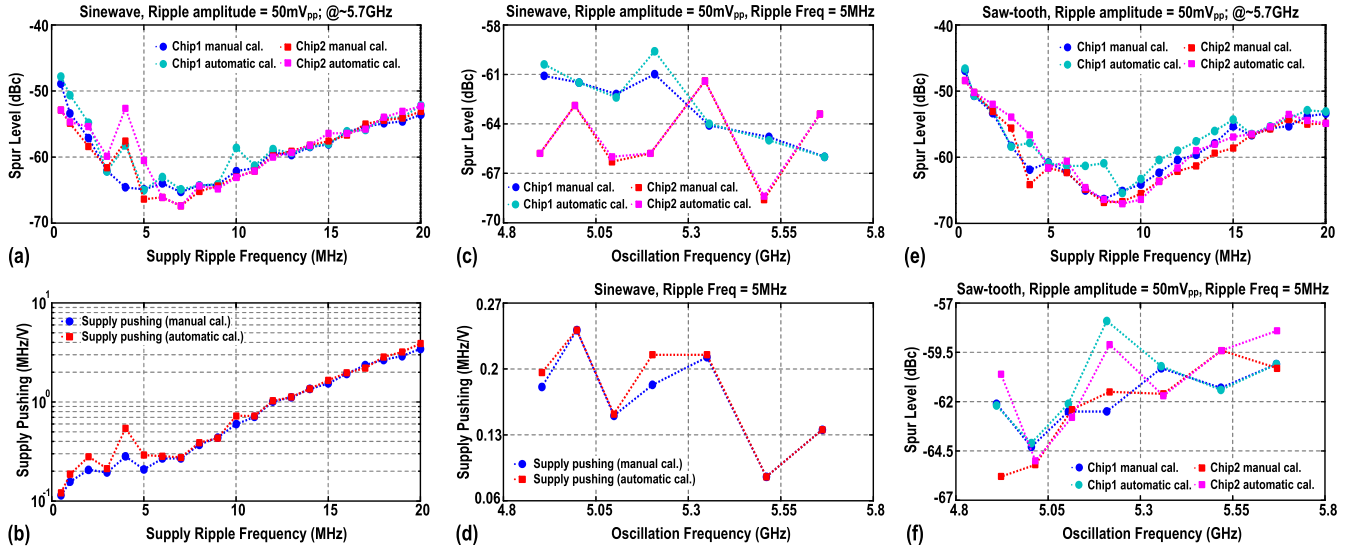 Sinewave, Ripple amplitude = 50mVpp; @~5.7GHz
Spur Level (dBc)
-40
-50
-60
-70
Chip1 manual cal.
Chip2 manual cal.
Chip1 automatic cal.
Chip2 automatic cal.
0
5
10
15
20
Supply Ripple Frequency (MHz)
(a)
Sinewave, Ripple amplitude = 50mVpp, Ripple Freq = 5MHz
Spur Level (dBc)
-58
-61
-64
-67
-70
Chip1 manual cal.
Chip2 manual cal.
Chip1 automatic cal.
Chip2 automatic cal.
4.8
5.05
5.3
5.55
5.8
Oscillation Frequency (GHz)
(c)
Saw-tooth, Ripple amplitude = 50mVpp; @~5.7GHz
Spur Level (dBc)
-40
-50
-60
-70
Chip1 manual cal.
Chip2 manual cal.
Chip1 automatic cal.
Chip2 automatic cal.
0
5
10
15
20
Supply Ripple Frequency (MHz)
(e)
Supply Pushing (MHz/V)
10^1
10^0
10^-1
Supply pushing (manual cal.)
Supply pushing (automatic cal.)
0
5
10
15
20
Supply Ripple Frequency (MHz)
(b)
Sinewave, Ripple Freq = 5MHz
Supply Pushing (MHz/V)
0.27
0.2
0.13
0.06
Supply pushing (manual cal.)
Supply pushing (automatic cal.)
4.8
5.05
5.3
5.55
5.8
Oscillation Frequency (GHz)
(d)
Saw-tooth, Ripple amplitude = 50mVpp, Ripple Freq = 5MHz
Spur Level (dBc)
-57
-59.5
-62
-64.5
-67
Chip1 manual cal.
Chip2 manual cal.
Chip1 automatic cal.
Chip2 automatic cal.
4.8
5.05
5.3
5.55
5.8
Oscillation Frequency (GHz)
(f)